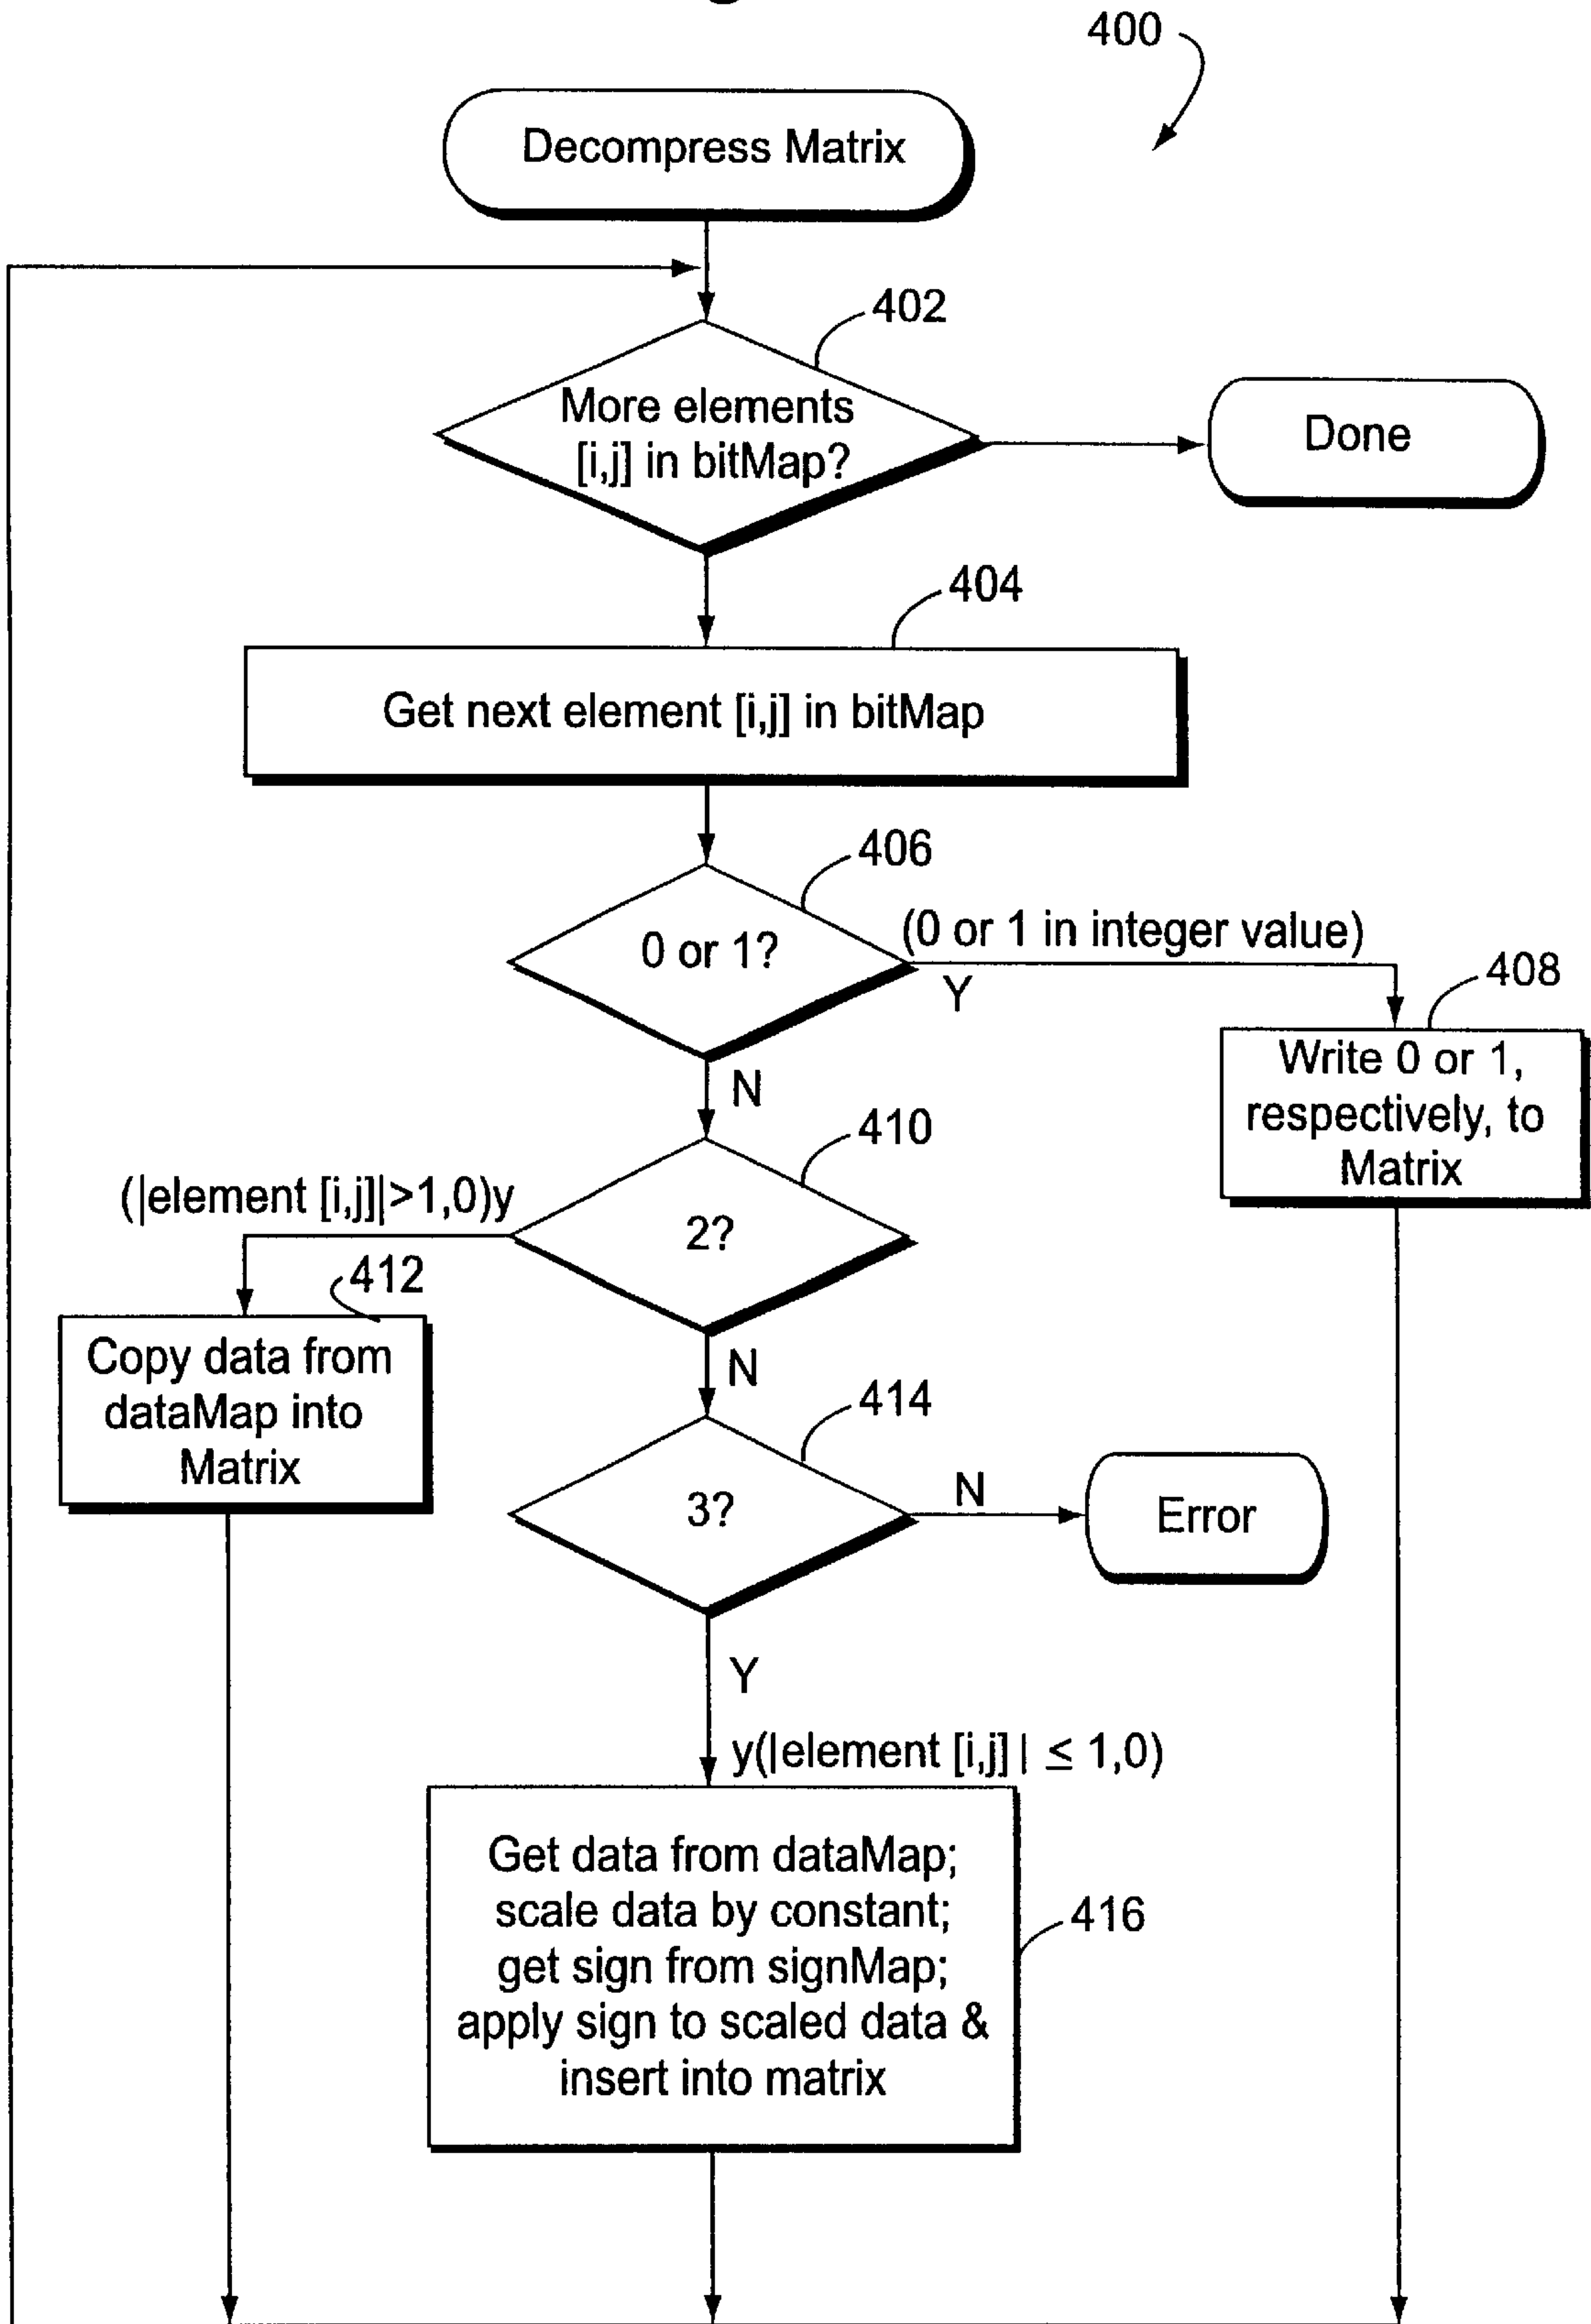 400
Decompress Matrix
402
More elements
[i,j] in bitMap?
Done
404
Get next element [i,j] in bitMap
406
0 or 1?
(0 or 1 in integer value)
Y
408
Write 0 or 1,
respectively, to
Matrix
N
410
2?
(|element [i,j]|>1,0)y
412
Copy data from
dataMap into
Matrix
N
414
3?
N
Error
Y
y(|element [i,j] | ≤ 1,0)
Get data from dataMap;
scale data by constant;
get sign from signMap;
apply sign to scaled data &
insert into matrix
416